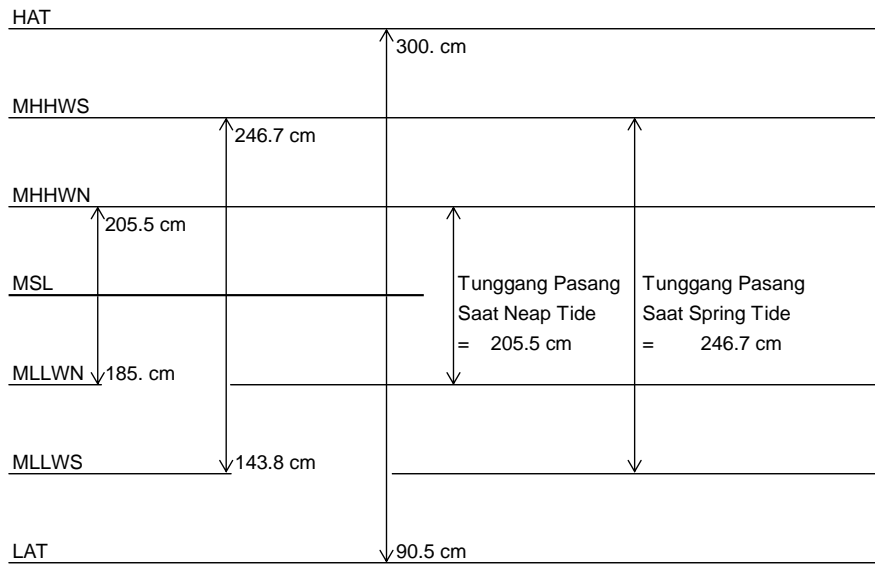 HAT
300. cm
MHHWS
246.7 cm
MHHWN
205.5 cm
MSL
Tunggang Pasang
Saat Neap Tide
= 205.5 cm
Tunggang Pasang
Saat Spring Tide
= 246.7 cm
MLLWN
185. cm
MLLWS
143.8 cm
LAT
90.5 cm